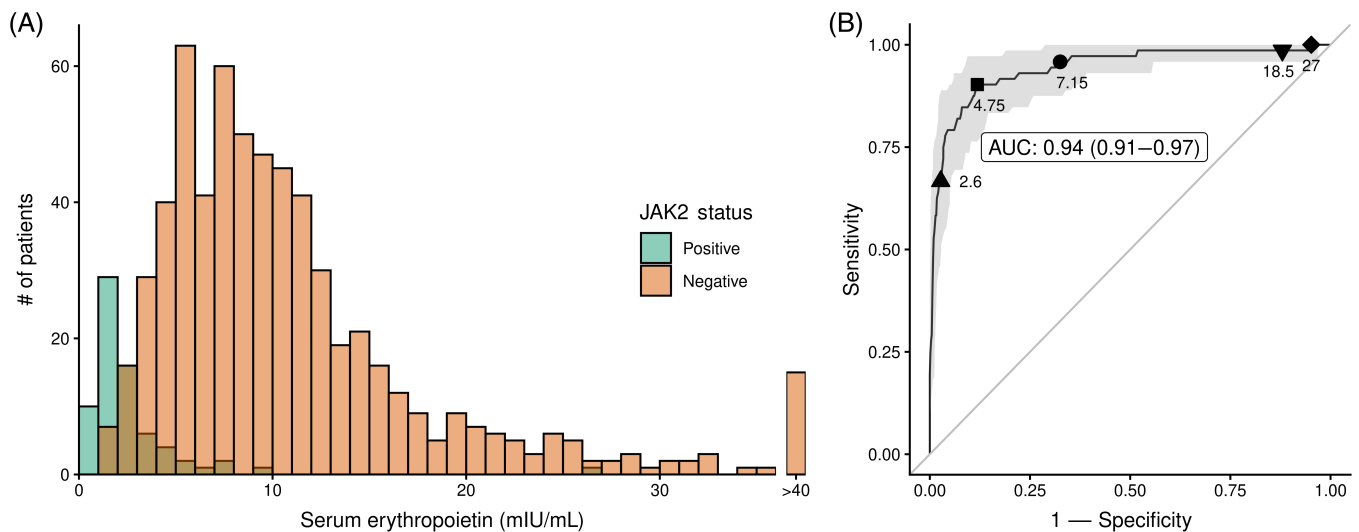 (A)
# of patients
60
40
20
0
0 10 20 30 >40
Serum erythropoietin (mIU/mL)
JAK2 status
Positive
Negative
(B)
Sensitivity
1.00
0.75
0.50
0.25
0.00
0.00 0.25 0.50 0.75 1.00
1 — Specificity
2.6
4.75
7.15
18.5
27
AUC: 0.94 (0.91−0.97)